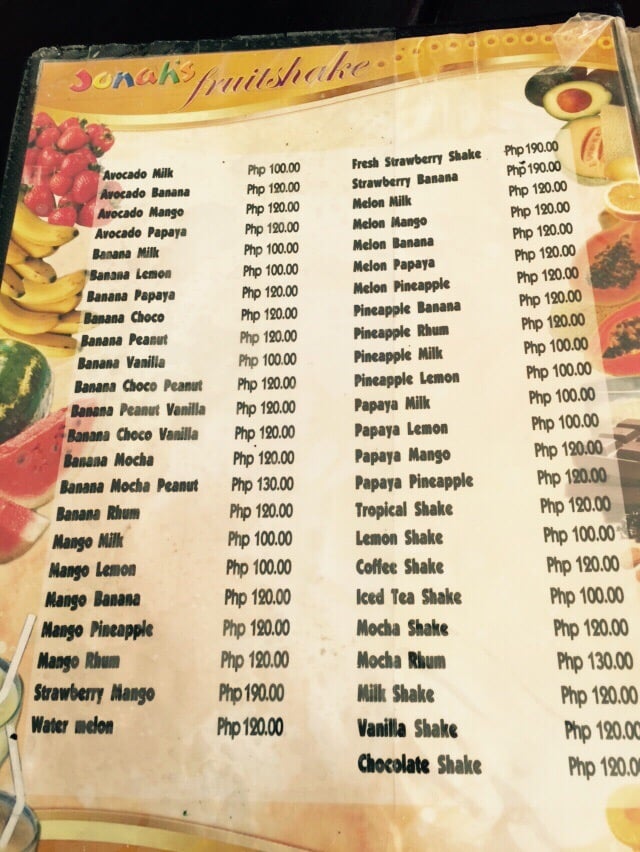 Jonah's fruitshake
Avocado Milk Php 100.00
Avocado Banana Php 120.00
Avocado Mango Php 120.00
Avocado Papaya Php 120.00
Banana Milk Php 100.00
Banana Lemon Php 100.00
Banana Papaya Php 120.00
Banana Choco Php 120.00
Banana Peanut Php 120.00
Banana Vanilla Php 100.00
Banana Choco Peanut Php 120.00
Banana Peanut Vanilla Php 120.00
Banana Choco Vanilla Php 120.00
Banana Mocha Php 120.00
Banana Mocha Peanut Php 130.00
Banana Rhum Php 120.00
Mango Milk Php 100.00
Mango Lemon Php 100.00
Mango Banana Php 120.00
Mango Pineapple Php 120.00
Mango Rhum Php 120.00
Strawberry Mango Php 190.00
Water melon Php 120.00
Fresh Strawberry Shake Php 190.00
Strawberry Banana Php 190.00
Melon Milk Php 120.00
Melon Mango Php 120.00
Melon Banana Php 120.00
Melon Papaya Php 120.00
Melon Pineapple Php 120.00
Pineapple Banana Php 120.00
Pineapple Rhum Php 120.00
Pineapple Milk Php 100.00
Pineapple Lemon Php 100.00
Papaya Milk Php 100.00
Papaya Lemon Php 100.00
Papaya Mango Php 120.00
Papaya Pineapple Php 120.00
Tropical Shake Php 120.00
Lemon Shake Php 100.00
Coffee Shake Php 120.00
Iced Tea Shake Php 100.00
Mocha Shake Php 120.00
Mocha Rhum Php 130.00
Milk Shake Php 120.00
Vanilla Shake Php 120.00
Chocolate Shake Php 120.0